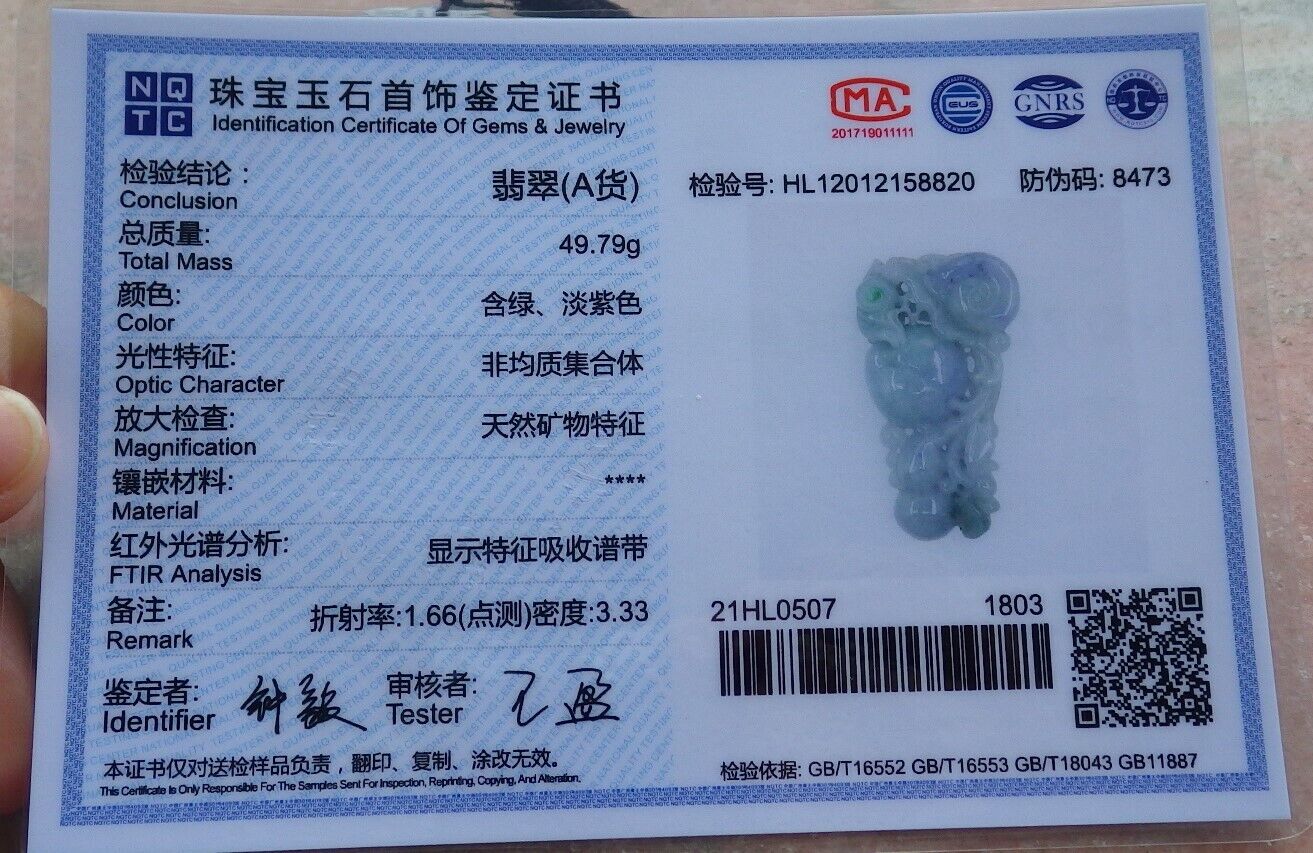 NQTC
珠宝玉石首饰鉴定证书
Identification Certificate Of Gems & Jewelry
检验结论: 翡翠(A货)
Conclusion
总质量: 49.79g
Total Mass
颜色: 含绿、淡紫色
Color
光性特征: 非均质集合体
Optic Character
放大检查: 天然矿物特征
Magnification
镶嵌材料: ****
Material
红外光谱分析: 显示特征吸收谱带
FTIR Analysis
备注: 折射率:1.66(点测)密度:3.33
Remark
鉴定者: 钟敏 审核者: 王盈
Identifier Tester
本证书仅对送检样品负责，翻印、复制、涂改无效。
This Certificate Is Only Responsible For The Samples Sent For Inspection, Reprinting, Copying, And Alteration.
MA
201719011111
EUS
GNRS
检验号: HL12012158820 防伪码: 8473
21HL0507 1803
检验依据: GB/T16552 GB/T16553 GB/T18043 GB11887